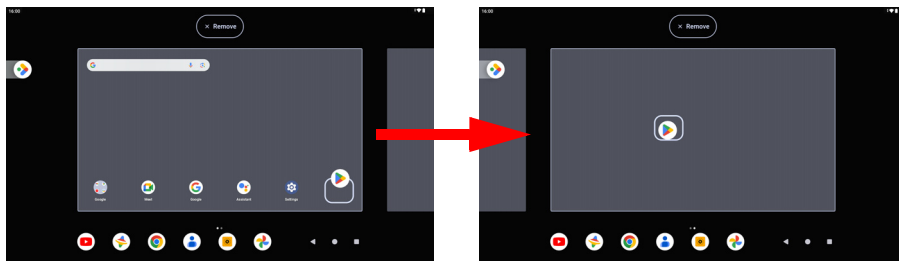 16:00
× Remove
Google
Meet
Google
Assistant
Settings
16:00
× Remove